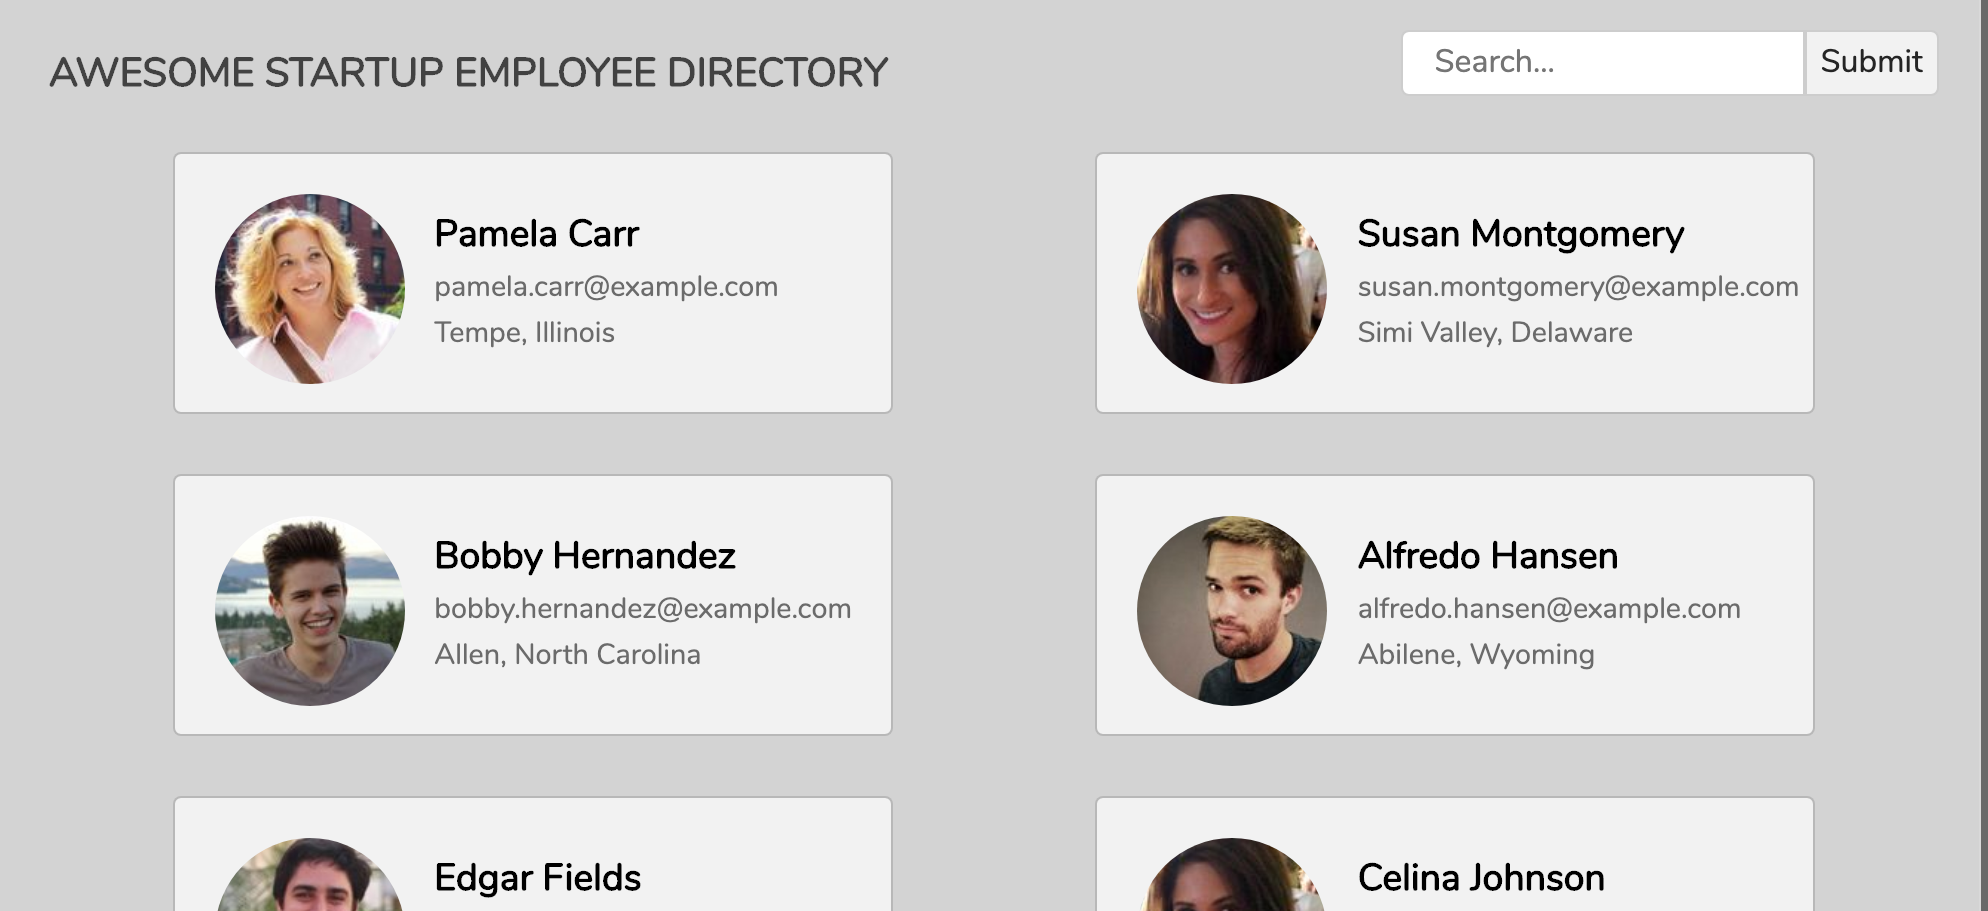 AWESOME STARTUP EMPLOYEE DIRECTORY
Search...
Submit
Pamela Carr
pamela.carr@example.com
Tempe, Illinois
Susan Montgomery
susan.montgomery@example.com
Simi Valley, Delaware
Bobby Hernandez
bobby.hernandez@example.com
Allen, North Carolina
Alfredo Hansen
alfredo.hansen@example.com
Abilene, Wyoming
Edgar Fields
Celina Johnson